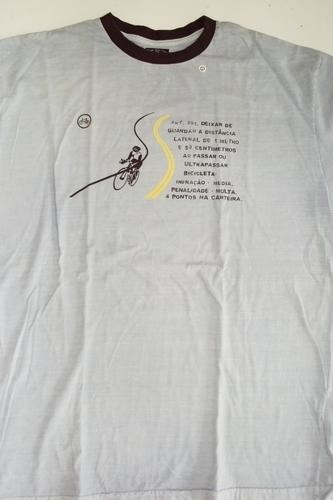 ART. 201. DEIXAR DE
GUARDAR A DISTÂNCIA
LATERAL DE 1 METRO
E 50 CENTÍMETROS
AO PASSAR OU
ULTRAPASSAR
BICICLETA:
INFRAÇÃO - MÉDIA.
PENALIDADE - MULTA.
4 PONTOS NA CARTEIRA.